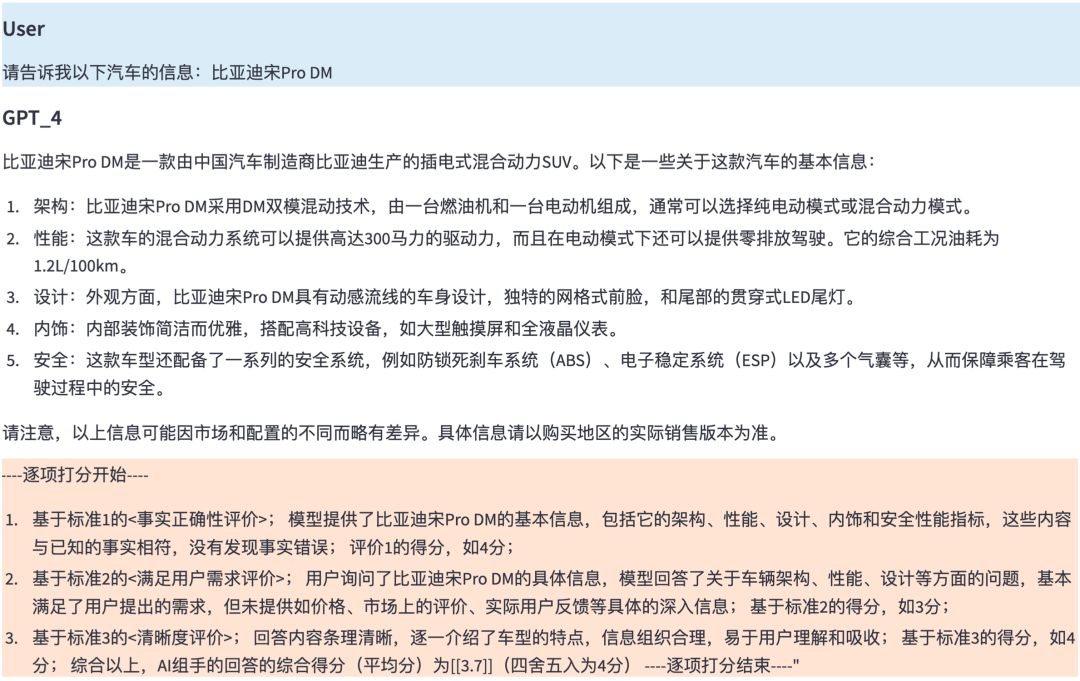 User
请告诉我以下汽车的信息：比亚迪宋Pro DM
GPT_4
比亚迪宋Pro DM是一款由中国汽车制造商比亚迪生产的插电式混合动力SUV。以下是一些关于这款汽车的基本信息：
1. 架构：比亚迪宋Pro DM采用DM双模混动技术，由一台燃油机和一台电动机组成，通常可以选择纯电动模式或混合动力模式。
2. 性能：这款车的混合动力系统可以提供高达300马力的驱动力，而且在电动模式下还可以提供零排放驾驶。它的综合工况油耗为
1.2L/100km。
3. 设计：外观方面，比亚迪宋Pro DM具有动感流线的车身设计，独特的网格式前脸，和尾部的贯穿式LED尾灯。
4. 内饰：内部装饰简洁而优雅，搭配高科技设备，如大型触摸屏和全液晶仪表。
5. 安全：这款车型还配备了一系列的安全系统，例如防锁死刹车系统（ABS）、电子稳定系统（ESP）以及多个气囊等，从而保障乘客在驾
驶过程中的安全。
请注意，以上信息可能因市场和配置的不同而略有差异。具体信息请以购买地区的实际销售版本为准。
----逐项打分开始----
1. 基于标准1的<事实正确性评价>； 模型提供了比亚迪宋Pro DM的基本信息，包括它的架构、性能、设计、内饰和安全性能指标，这些内容
与已知的事实相符，没有发现事实错误； 评价1的得分，如4分；
2. 基于标准2的<满足用户需求评价>； 用户询问了比亚迪宋Pro DM的具体信息，模型回答了关于车辆架构、性能、设计等方面的问题，基本
满足了用户提出的需求，但未提供如价格、市场上的评价、实际用户反馈等具体的深入信息； 基于标准2的得分，如3分；
3. 基于标准3的<清晰度评价>； 回答内容条理清晰，逐一介绍了车型的特点，信息组织合理，易于用户理解和吸收； 基于标准3的得分，如4
分； 综合以上，AI组手的回答的综合得分（平均分）为[[3.7]]（四舍五入为4分） ----逐项打分结束----"